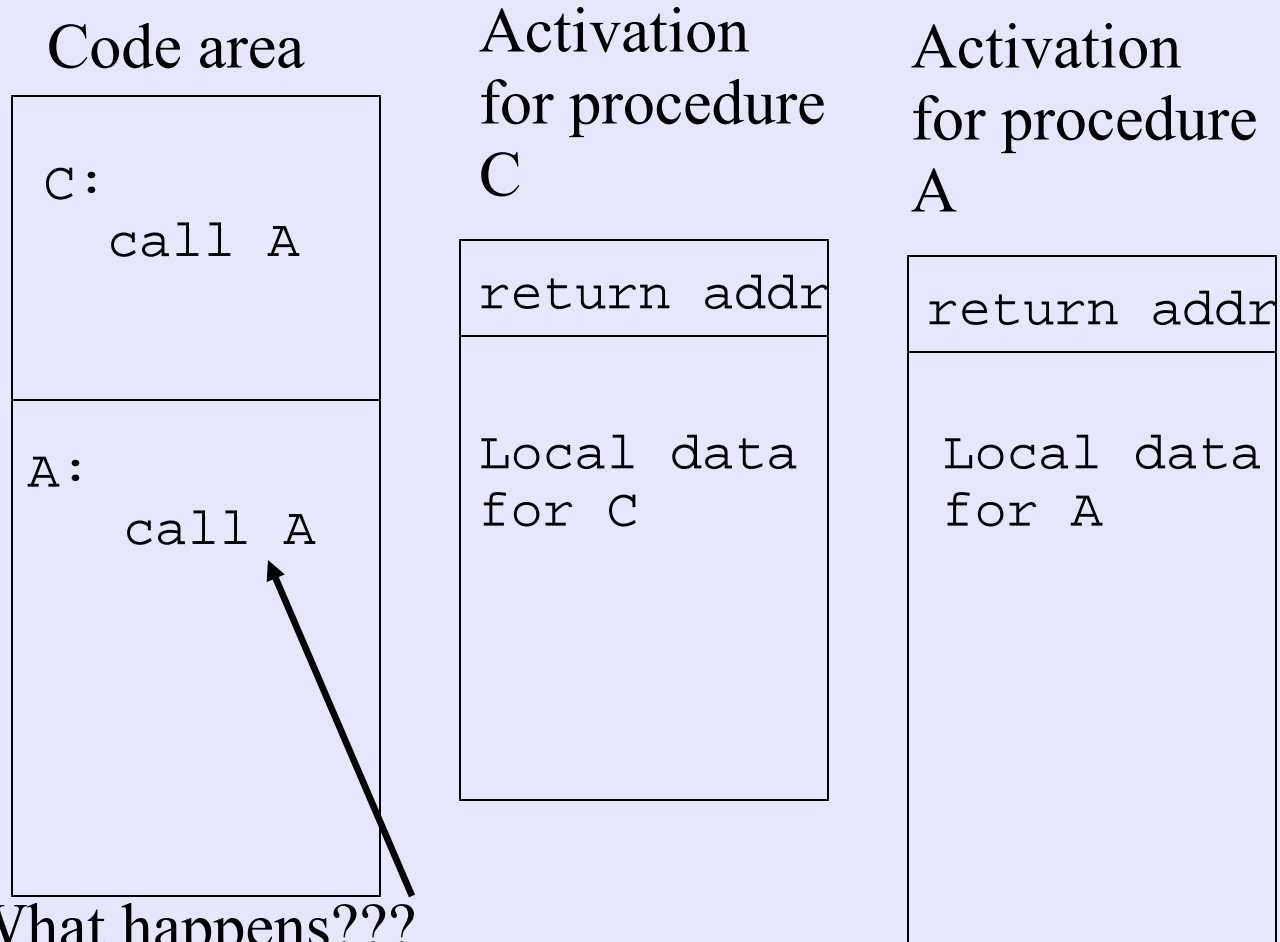 Code area
C:
call A
A:
call A
What happens???
Activation
for procedure
C
return addr
Local data
for C
Activation
for procedure
A
return addr
Local data
for A